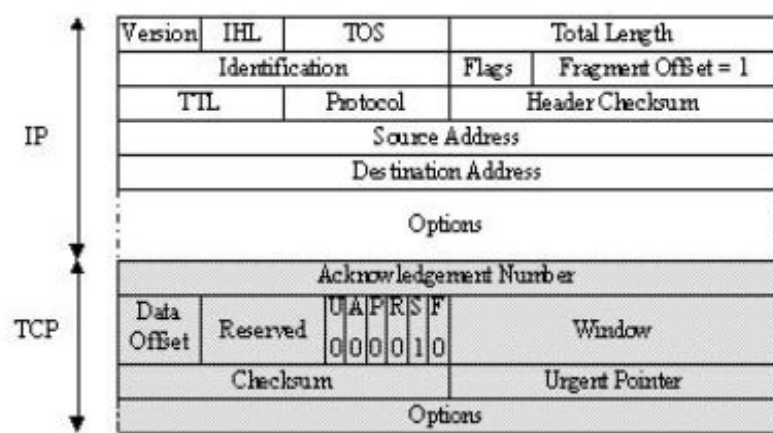 Version IHL TOS Total Length
Identification Flags Fragment Offset = 1
TTL Protocol Header Checksum
IP Source Address
Destination Address
Options
Acknowledgement Number
TCP Data Offset Reserved U A P R S F Window
0 0 0 0 1 0
Checksum Urgent Pointer
Options